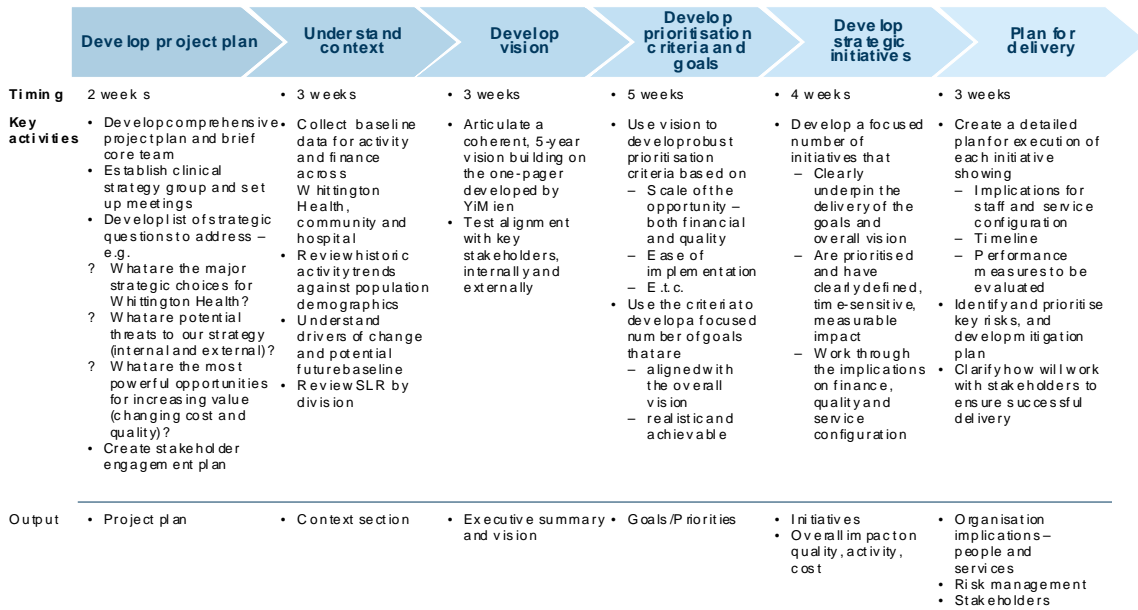 Develop project plan
Understand
context
Develop
vision
Develop
prioritisation
criteria and
goals
Develop
strategic
initiatives
Plan for
delivery
Timing
2 weeks
• 3 weeks
• 3 weeks
• 5 weeks
• 4 weeks
• 3 weeks
Key
activities
• Develop comprehensive
project plan and brief
core team
• Establish clinical
strategy group and set
up meetings
• Develop list of strategic
questions to address –
e.g.
? What are the major
strategic choices for
Whittington Health?
? What are potential
threats to our strategy
(internal and external)?
? What are the most
powerful opportunities
for increasing value
(changing cost and
quality)?
• Create stakeholder
engagement plan
• Collect baseline
data for activity
and finance
across
Whittington
Health,
community and
hospital
• Review historic
activity trends
against population
demographics
• Understand
drivers of change
and potential
future baseline
• Review SLR by
division
• Articulate a
coherent, 5-year
vision building on
the one-pager
developed by
Yi Mien
• Test alignment
with key
stakeholders,
internally and
externally
• Use vision to
develop robust
prioritisation
criteria based on
– Scale of the
opportunity –
both financial
and quality
– Ease of
implementation
– E.t.c.
• Use the criteria to
develop a focused
number of goals
that are
– aligned with
the overall
vision
– realistic and
achievable
• Develop a focused
number of
initiatives that
– Clearly
underpin the
delivery of the
goals and
overall vision
– Are prioritised
and have
clearly defined,
time-sensitive,
measurable
impact
– Work through
the implications
on finance,
quality and
service
configuration
• Create a detailed
plan for execution of
each initiative
showing
– Implications for
staff and service
configuration
– Timeline
– Performance
measures to be
evaluated
• Identify and prioritise
key risks, and
develop mitigation
plan
• Clarify how will work
with stakeholders to
ensure successful
delivery
Output
• Project plan
• Context section
• Executive summary
and vision
• Goals/Priorities
• Initiatives
• Overall impact on
quality, activity,
cost
• Organisation
implications –
people and
services
• Risk management
• Stakeholders